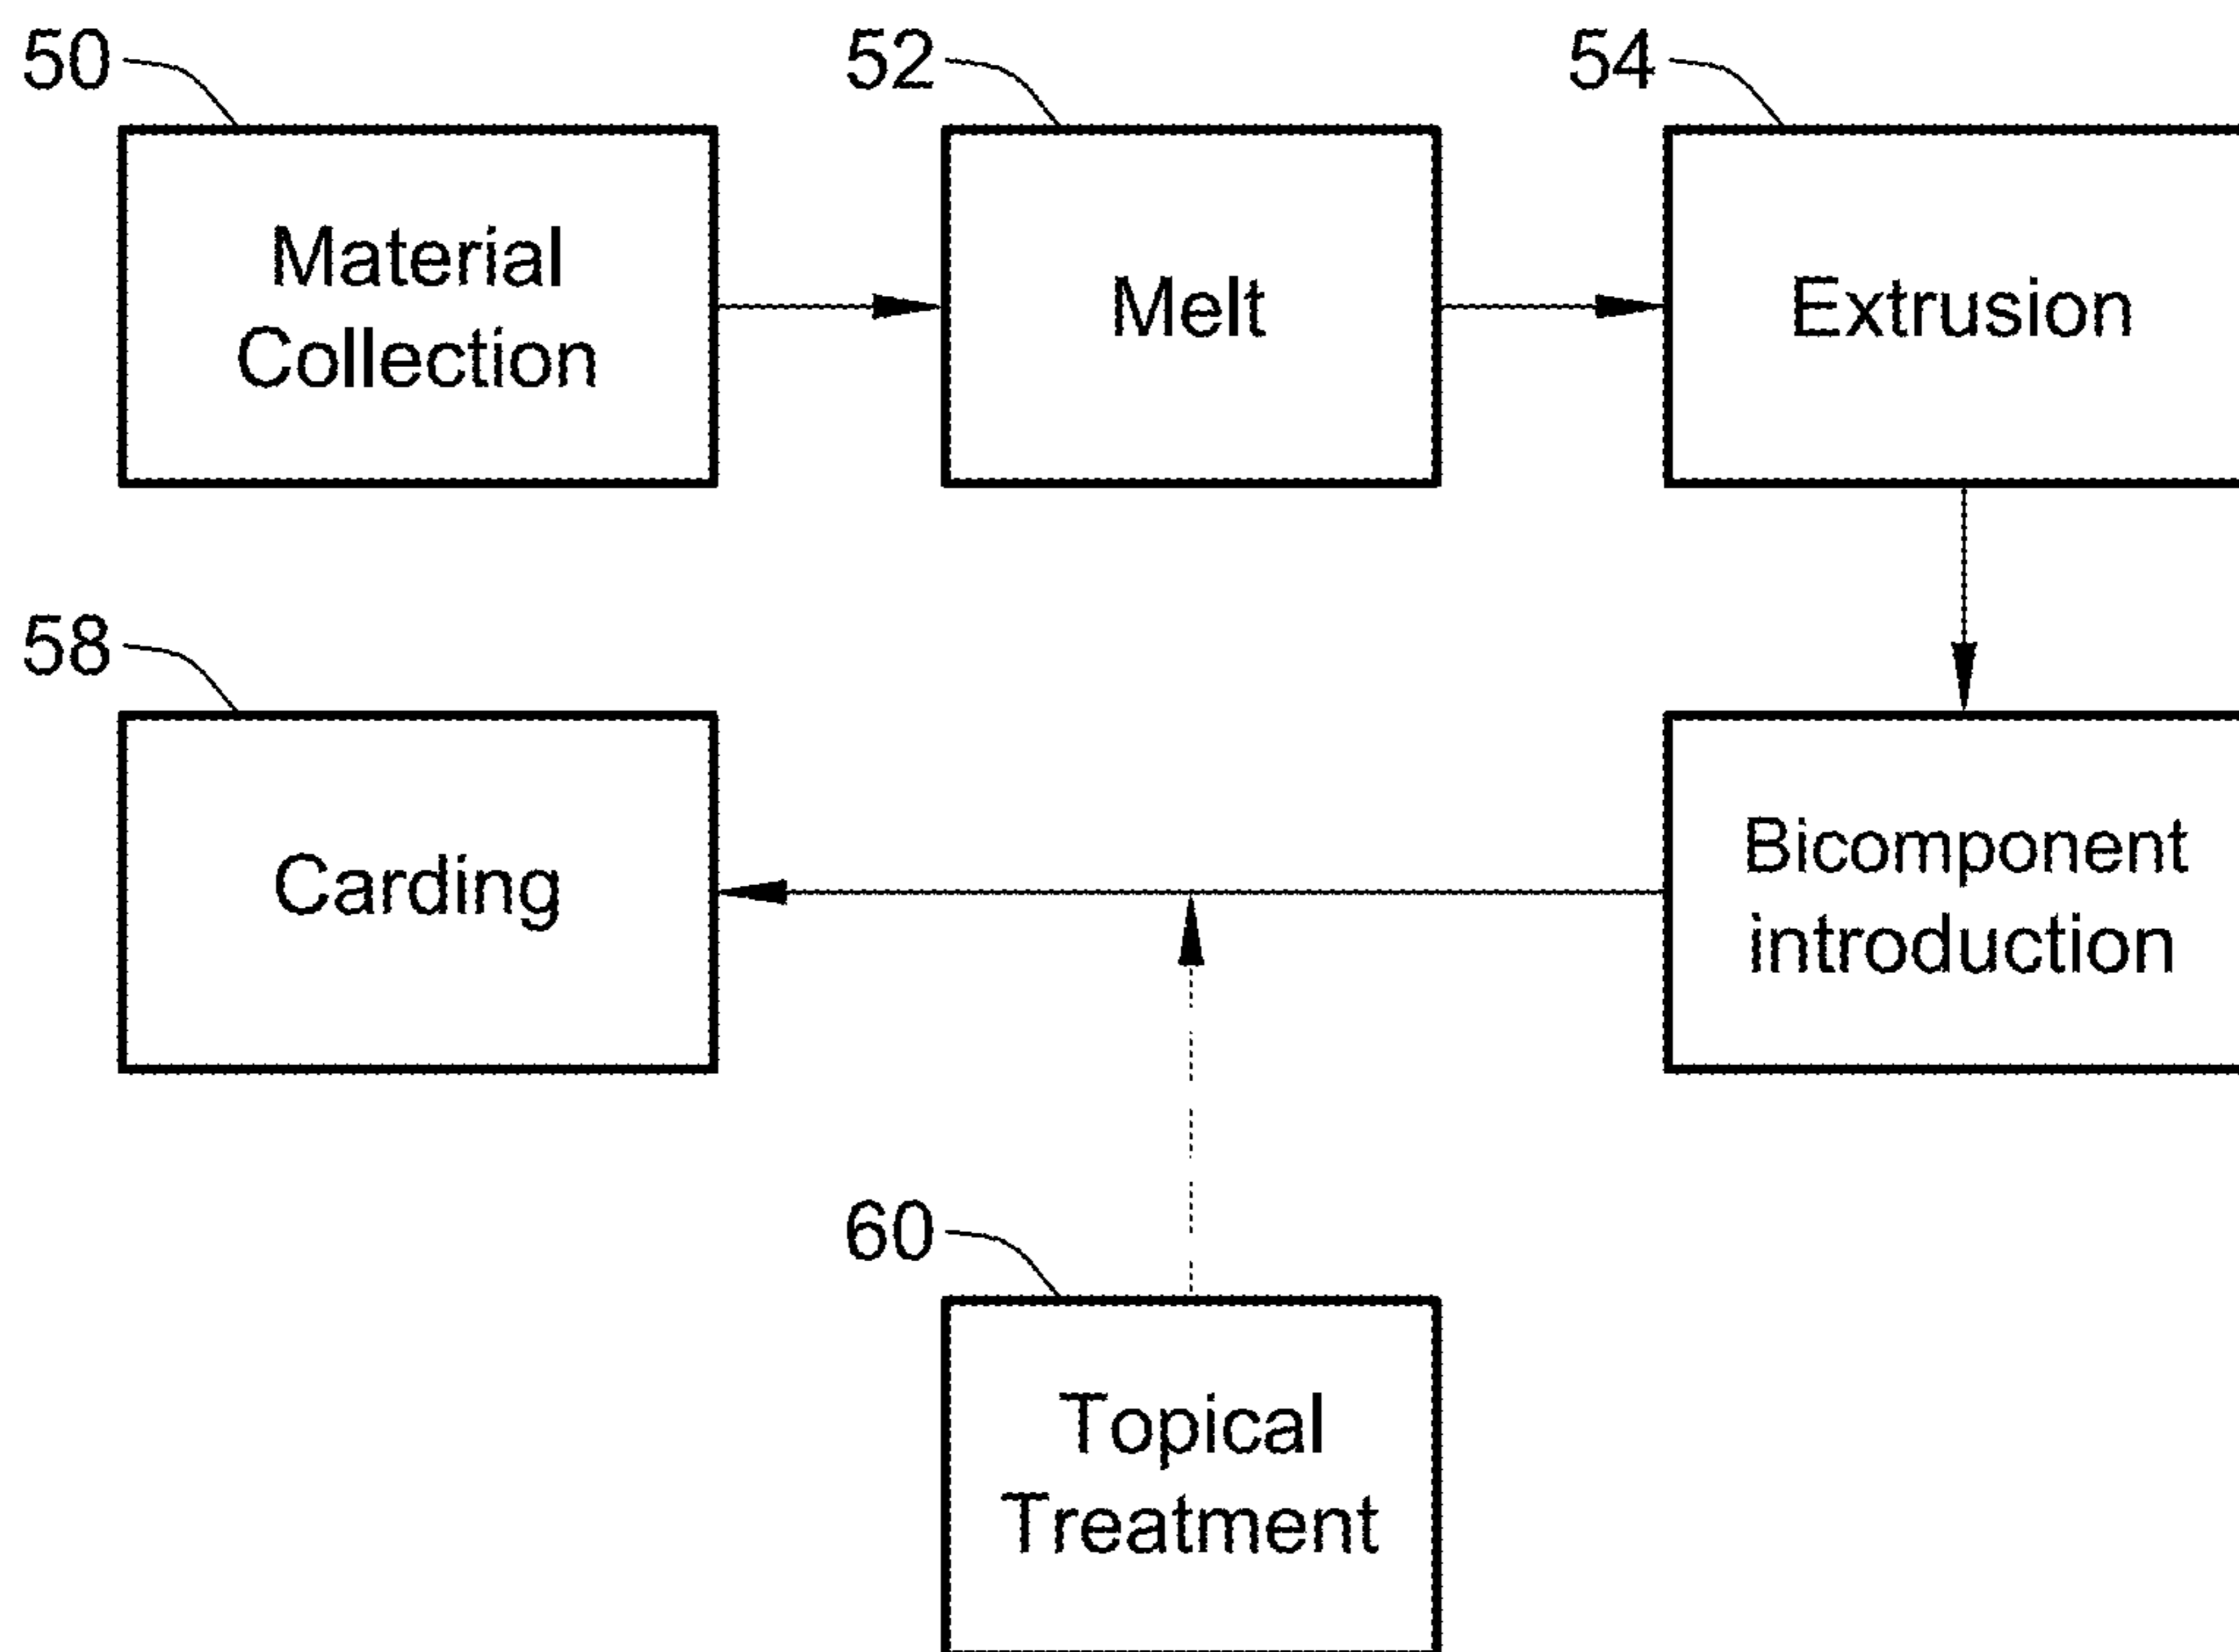 50
52
54
Material
Collection
Melt
Extrusion
58
Carding
Bicomponent
introduction
60
Topical
Treatment